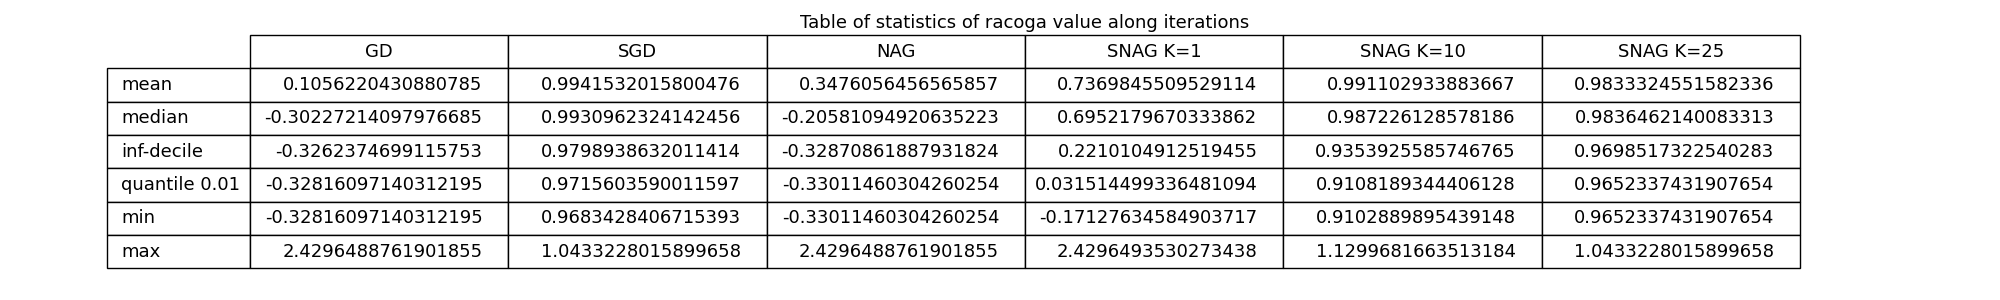 Table of statistics of racoga value along iterations
GD SGD NAG SNAG K=1 SNAG K=10 SNAG K=25
mean 0.1056220430880785 0.9941532015800476 0.3476056456565857 0.7369845509529114 0.991102933883667 0.9833324551582336
median -0.30227214097976685 0.9930962324142456 -0.20581094920635223 0.6952179670333862 0.987226128578186 0.9836462140083313
inf-decile -0.3262374699115753 0.9798938632011414 -0.32870861887931824 0.2210104912519455 0.9353925585746765 0.9698517322540283
quantile 0.01 -0.32816097140312195 0.9715603590011597 -0.33011460304260254 0.031514499336481094 0.9108189344406128 0.9652337431907654
min -0.32816097140312195 0.9683428406715393 -0.33011460304260254 -0.17127634584903717 0.9102889895439148 0.9652337431907654
max 2.4296488761901855 1.0433228015899658 2.4296488761901855 2.4296493530273438 1.1299681663513184 1.0433228015899658